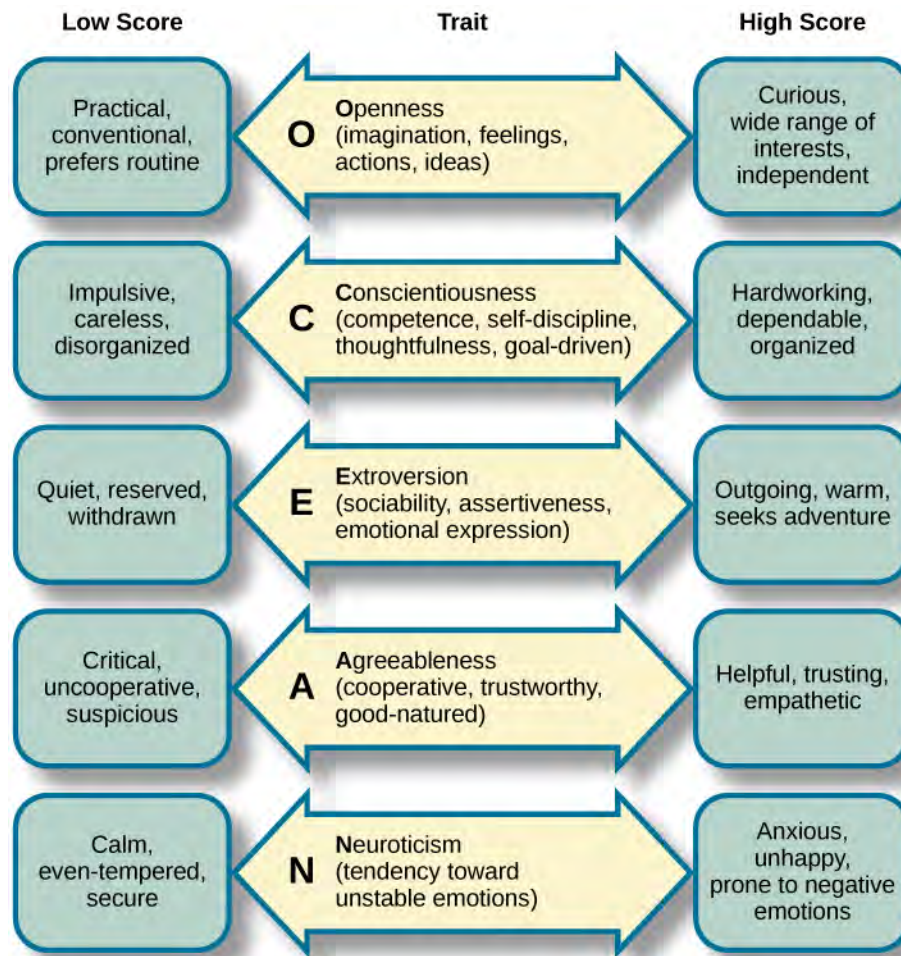 Low Score
Trait
High Score
Practical,
conventional,
prefers routine
O
Openness
(imagination, feelings,
actions, ideas)
Curious,
wide range of
interests,
independent
Impulsive,
careless,
disorganized
C
Conscientiousness
(competence, self-discipline,
thoughtfulness, goal-driven)
Hardworking,
dependable,
organized
Quiet, reserved,
withdrawn
E
Extroversion
(sociability, assertiveness,
emotional expression)
Outgoing, warm,
seeks adventure
Critical,
uncooperative,
suspicious
A
Agreeableness
(cooperative, trustworthy,
good-natured)
Helpful, trusting,
empathetic
Calm,
even-tempered,
secure
N
Neuroticism
(tendency toward
unstable emotions)
Anxious,
unhappy,
prone to negative
emotions